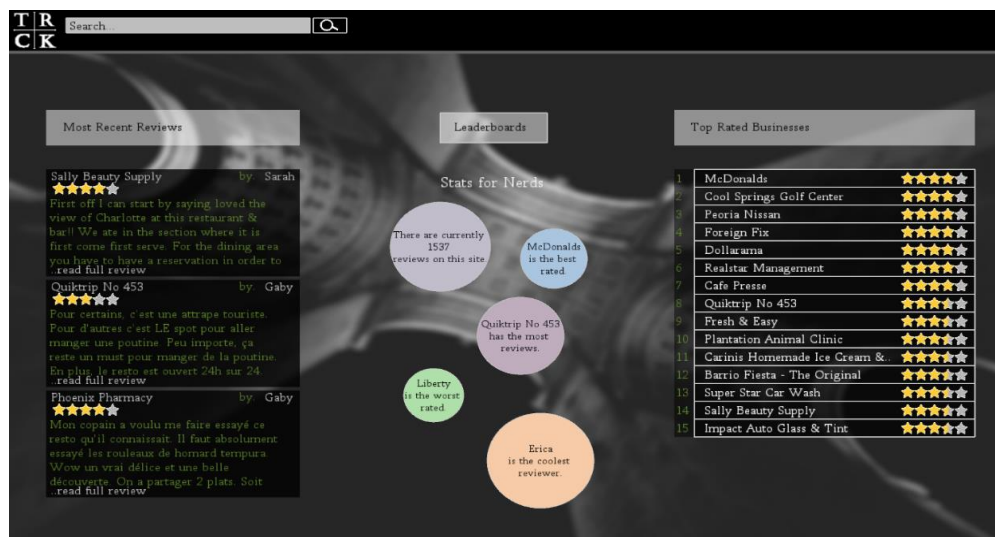 T R
C K
Search...
Most Recent Reviews
Sally Beauty Supply by: Sarah
First off I can start by saying loved the
view of Charlotte at this restaurant &
bar!! We ate in the section where it is
first come first serve. For the dining area
you have to have a reservation in order to
...read full review
Quiktrip No 453 by: Gaby
Pour certains, c'est une attrape touriste.
Pour d'autres c'est LE spot pour aller
manger une poutine. Peu importe, ça
reste un must pour manger de la poutine.
En plus, le resto est ouvert 24h sur 24.
...read full review
Phoenix Pharmacy by: Gaby
Mon copain a voulu me faire essayé ce
resto qu'il connaissait. Il faut absolument
essayé les rouleaux de homard tempura.
Wow un vrai délice et une belle
découverte. On a partager 2 plats. Soit
...read full review
Leaderboards
Stats for Nerds
There are currently
1537
reviews on this site.
McDonalds
is the best
rated.
Quiktrip No 453
has the most
reviews.
Liberty
is the worst
rated.
Erica
is the coolest
reviewer.
Top Rated Businesses
1 McDonalds
2 Cool Springs Golf Center
3 Peoria Nissan
4 Foreign Fix
5 Dollarama
6 Realstar Management
7 Cafe Presse
8 Quiktrip No 453
9 Fresh & Easy
10 Plantation Animal Clinic
11 Carinis Homemade Ice Cream &...
12 Barrio Fiesta - The Original
13 Super Star Car Wash
14 Sally Beauty Supply
15 Impact Auto Glass & Tint